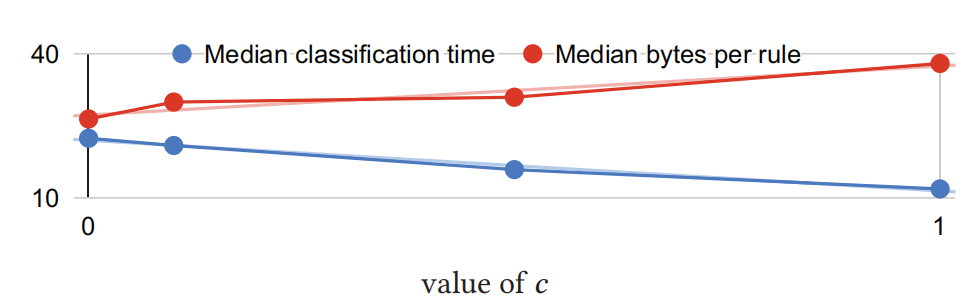 40
Median classification time
Median bytes per rule
10
0
1
value of c